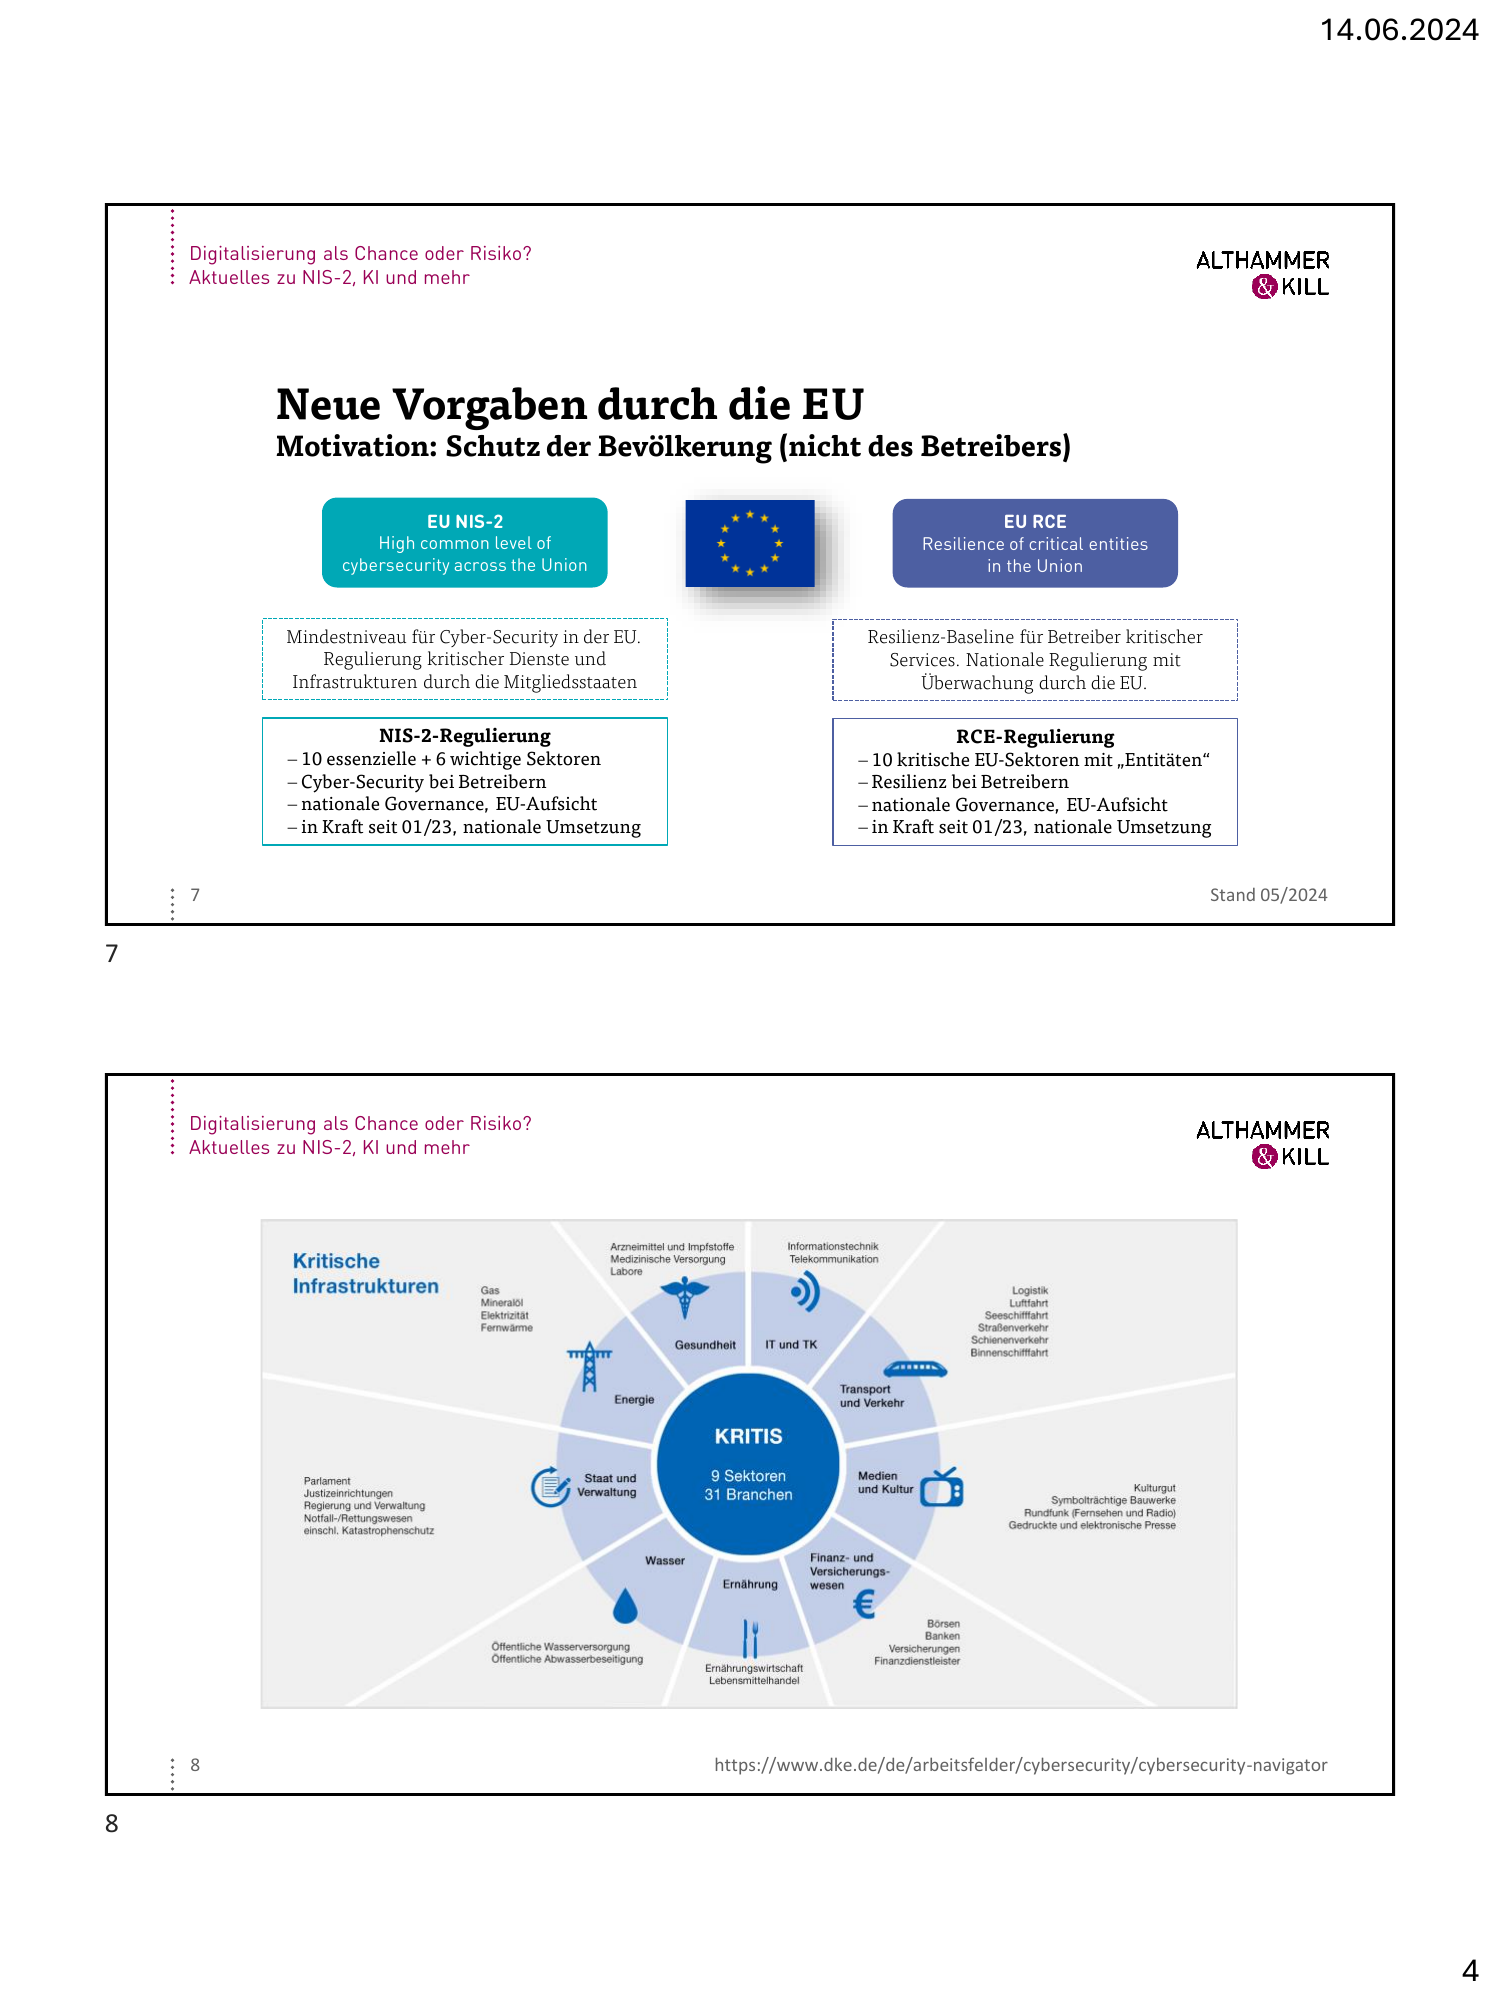 14.06.2024
Digitalisierung als Chance oder Risiko?
Aktuelles zu NIS-2, KI und mehr
ALTHAMMER
& KILL
Neue Vorgaben durch die EU
Motivation: Schutz der Bevölkerung (nicht des Betreibers)
EU NIS-2
High common level of
cybersecurity across the Union
EU RCE
Resilience of critical entities
in the Union
Mindestniveau für Cyber-Security in der EU.
Regulierung kritischer Dienste und
Infrastrukturen durch die Mitgliedsstaaten
Resilienz-Baseline für Betreiber kritischer
Services. Nationale Regulierung mit
Überwachung durch die EU.
NIS-2-Regulierung
– 10 essenzielle + 6 wichtige Sektoren
– Cyber-Security bei Betreibern
– nationale Governance, EU-Aufsicht
– in Kraft seit 01/23, nationale Umsetzung
RCE-Regulierung
– 10 kritische EU-Sektoren mit „Entitäten“
– Resilienz bei Betreibern
– nationale Governance, EU-Aufsicht
– in Kraft seit 01/23, nationale Umsetzung
7
Stand 05/2024
7
Digitalisierung als Chance oder Risiko?
Aktuelles zu NIS-2, KI und mehr
ALTHAMMER
& KILL
Kritische
Infrastrukturen
Gas
Mineralöl
Elektrizität
Fernwärme
Arzneimittel und Impfstoffe
Medizinische Versorgung
Labore
Informationstechnik
Telekommunikation
Logistik
Luftfahrt
Seeschifffahrt
Straßenverkehr
Schienenverkehr
Binnenschifffahrt
Gesundheit
IT und TK
Energie
Transport
und Verkehr
KRITIS
9 Sektoren
31 Branchen
Staat und
Verwaltung
Medien
und Kultur
Parlament
Justizeinrichtungen
Regierung und Verwaltung
Notfall-/Rettungswesen
einschl. Katastrophenschutz
Kulturgut
Symbolträchtige Bauwerke
Rundfunk (Fernsehen und Radio)
Gedruckte und elektronische Presse
Wasser
Ernährung
Finanz- und
Versicherungs-
wesen
€
Öffentliche Wasserversorgung
Öffentliche Abwasserbeseitigung
Ernährungswirtschaft
Lebensmittelhandel
Börsen
Banken
Versicherungen
Finanzdienstleister
8
https://www.dke.de/de/arbeitsfelder/cybersecurity/cybersecurity-navigator
8
4